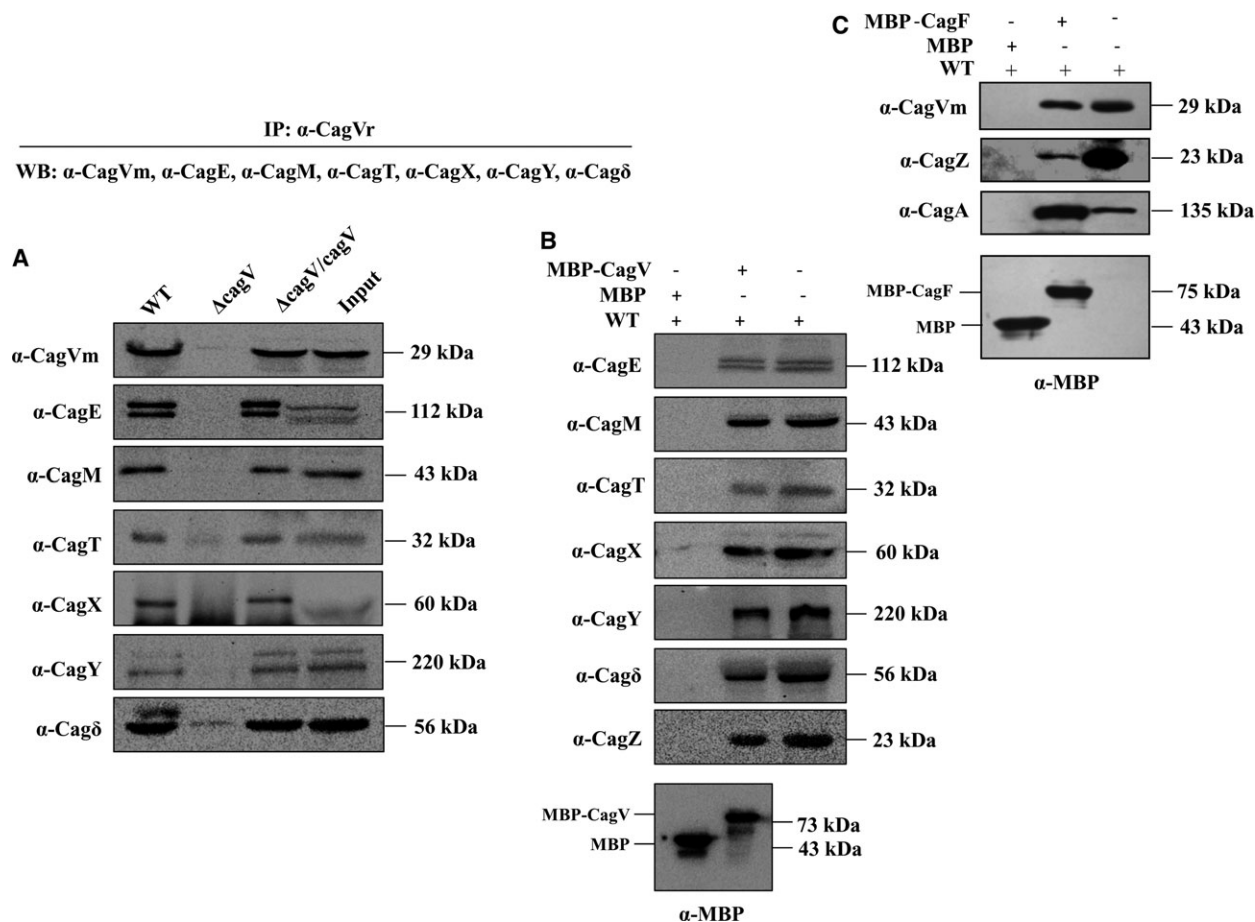 IP: α-CagVr
WB: α-CagVm, α-CagE, α-CagM, α-CagT, α-CagX, α-CagY, α-Cagδ
A
WT ΔcagV ΔcagV/cagV Input
α-CagVm 29 kDa
α-CagE 112 kDa
α-CagM 43 kDa
α-CagT 32 kDa
α-CagX 60 kDa
α-CagY 220 kDa
α-Cagδ 56 kDa
B
MBP-CagV - + -
MBP + - -
WT + + +
α-CagE 112 kDa
α-CagM 43 kDa
α-CagT 32 kDa
α-CagX 60 kDa
α-CagY 220 kDa
α-Cagδ 56 kDa
α-CagZ 23 kDa
MBP-CagV 73 kDa
MBP 43 kDa
α-MBP
C
MBP-CagF - + -
MBP + - -
WT + + +
α-CagVm 29 kDa
α-CagZ 23 kDa
α-CagA 135 kDa
MBP-CagF 75 kDa
MBP 43 kDa
α-MBP